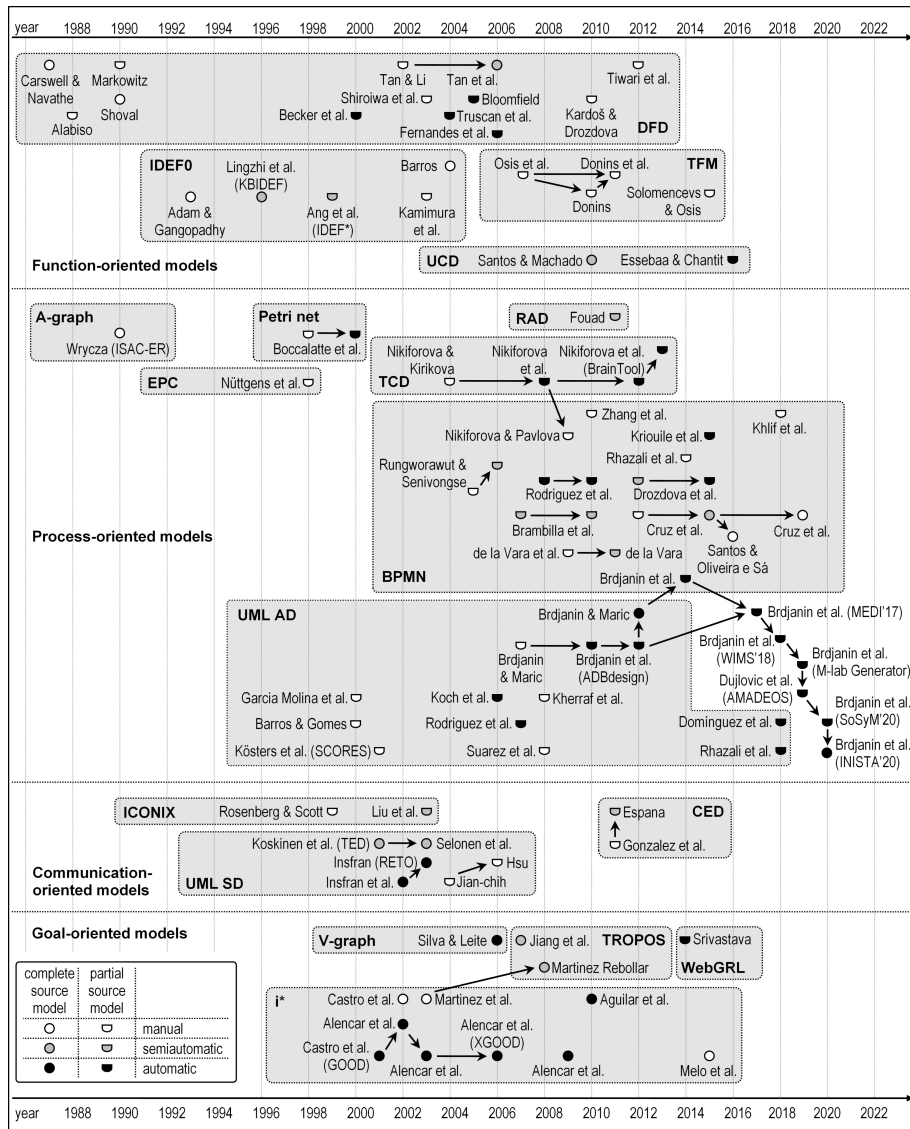 year 1988 1990 1992 1994 1996 1998 2000 2002 2004 2006 2008 2010 2012 2014 2016 2018 2020 2022
Carswell &
Navathe
Markowitz
Alabiso
Shoval
Tan & Li
Tan et al.
Shiroiwa et al.
Bloomfield
Becker et al.
Truscan et al.
Fernandes et al.
Tiwari et al.
Kardoš &
Drozdova
DFD
IDEF0
Lingzhi et al.
(KBIDEF)
Barros
Adam &
Gangopadhy
Ang et al.
(IDEF*)
Kamimura
et al.
Osis et al.
Donins et al.
TFM
Donins
Solomencevs
& Osis
UCD
Santos & Machado
Essebaa & Chantit
Function-oriented models
A-graph
Wrycza (ISAC-ER)
Petri net
Boccalatte et al.
RAD
Fouad
EPC
Nüttgens et al.
Nikiforova &
Kirikova
Nikiforova
et al.
Nikiforova et al.
(BrainTool)
TCD
Zhang et al.
Khlif et al.
Nikiforova & Pavlova
Kriouile et al.
Rhazali et al.
Rungworawut &
Senivongse
Rodriguez et al.
Drozdova et al.
Brambilla et al.
Cruz et al.
Cruz et al.
Santos &
Oliveira e Sá
de la Vara et al.
de la Vara
BPMN
Process-oriented models
Brdjanin et al.
UML AD
Brdjanin & Maric
Brdjanin et al. (MEDI'17)
Brdjanin
& Maric
Brdjanin et al.
(ADBdesign)
Brdjanin et al.
(WIMS'18)
Brdjanin et al.
(M-lab Generator)
Dujlovic et al.
(AMADEOS)
Brdjanin et al.
(SoSyM'20)
Brdjanin et al.
(INISTA'20)
Garcia Molina et al.
Koch et al.
Kherraf et al.
Barros & Gomes
Rodriguez et al.
Domínguez et al.
Kösters et al. (SCORES)
Suarez et al.
Rhazali et al.
ICONIX
Rosenberg & Scott
Liu et al.
Espana
CED
Gonzalez et al.
Koskinen et al. (TED)
Selonen et al.
Insfran (RETO)
Hsu
Insfran et al.
Jian-chih
UML SD
Communication-
oriented models
Goal-oriented models
V-graph
Silva & Leite
Jiang et al.
TROPOS
Martinez Rebollar
Srivastava
WebGRL
i*
Castro et al.
Martinez et al.
Aguilar et al.
Alencar et al.
Castro et al.
(GOOD)
Alencar et al.
Alencar et al.
(XGOOD)
Alencar et al.
Melo et al.
complete
source
model
partial
source
model
manual
semiautomatic
automatic
year 1988 1990 1992 1994 1996 1998 2000 2002 2004 2006 2008 2010 2012 2014 2016 2018 2020 2022